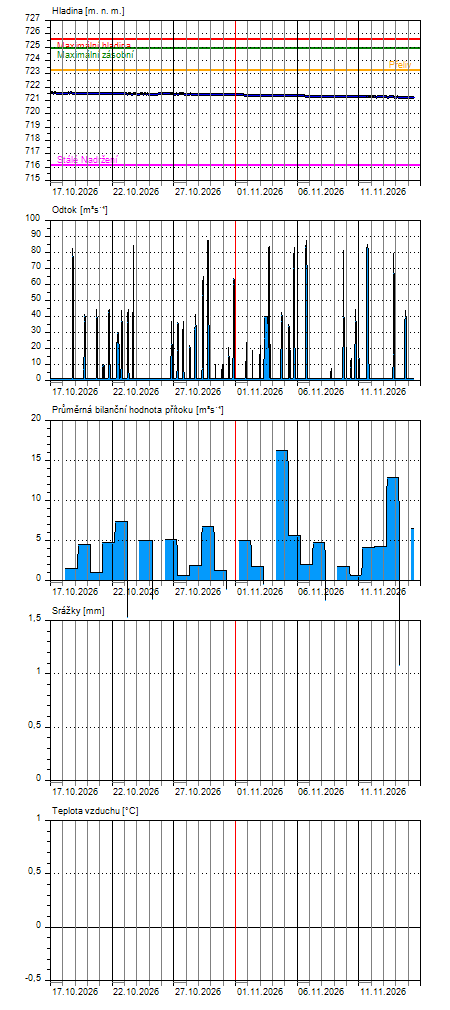 Hladina [m. n. m.]
727
726
725
724
723
722
721
720
719
718
717
716
715
Maximální hladina
Maximální zásobní
Přeliv
Stálé Nadržení
17.10.2026 22.10.2026 27.10.2026 01.11.2026 06.11.2026 11.11.2026
Odtok [m³s⁻¹]
100
90
80
70
60
50
40
30
20
10
0
17.10.2026 22.10.2026 27.10.2026 01.11.2026 06.11.2026 11.11.2026
Průměrná bilanční hodnota přítoku [m³s⁻¹]
20
15
10
5
0
17.10.2026 22.10.2026 27.10.2026 01.11.2026 06.11.2026 11.11.2026
Srážky [mm]
1,5
1
0,5
0
17.10.2026 22.10.2026 27.10.2026 01.11.2026 06.11.2026 11.11.2026
Teplota vzduchu [°C]
1
0,5
0
-0,5
17.10.2026 22.10.2026 27.10.2026 01.11.2026 06.11.2026 11.11.2026